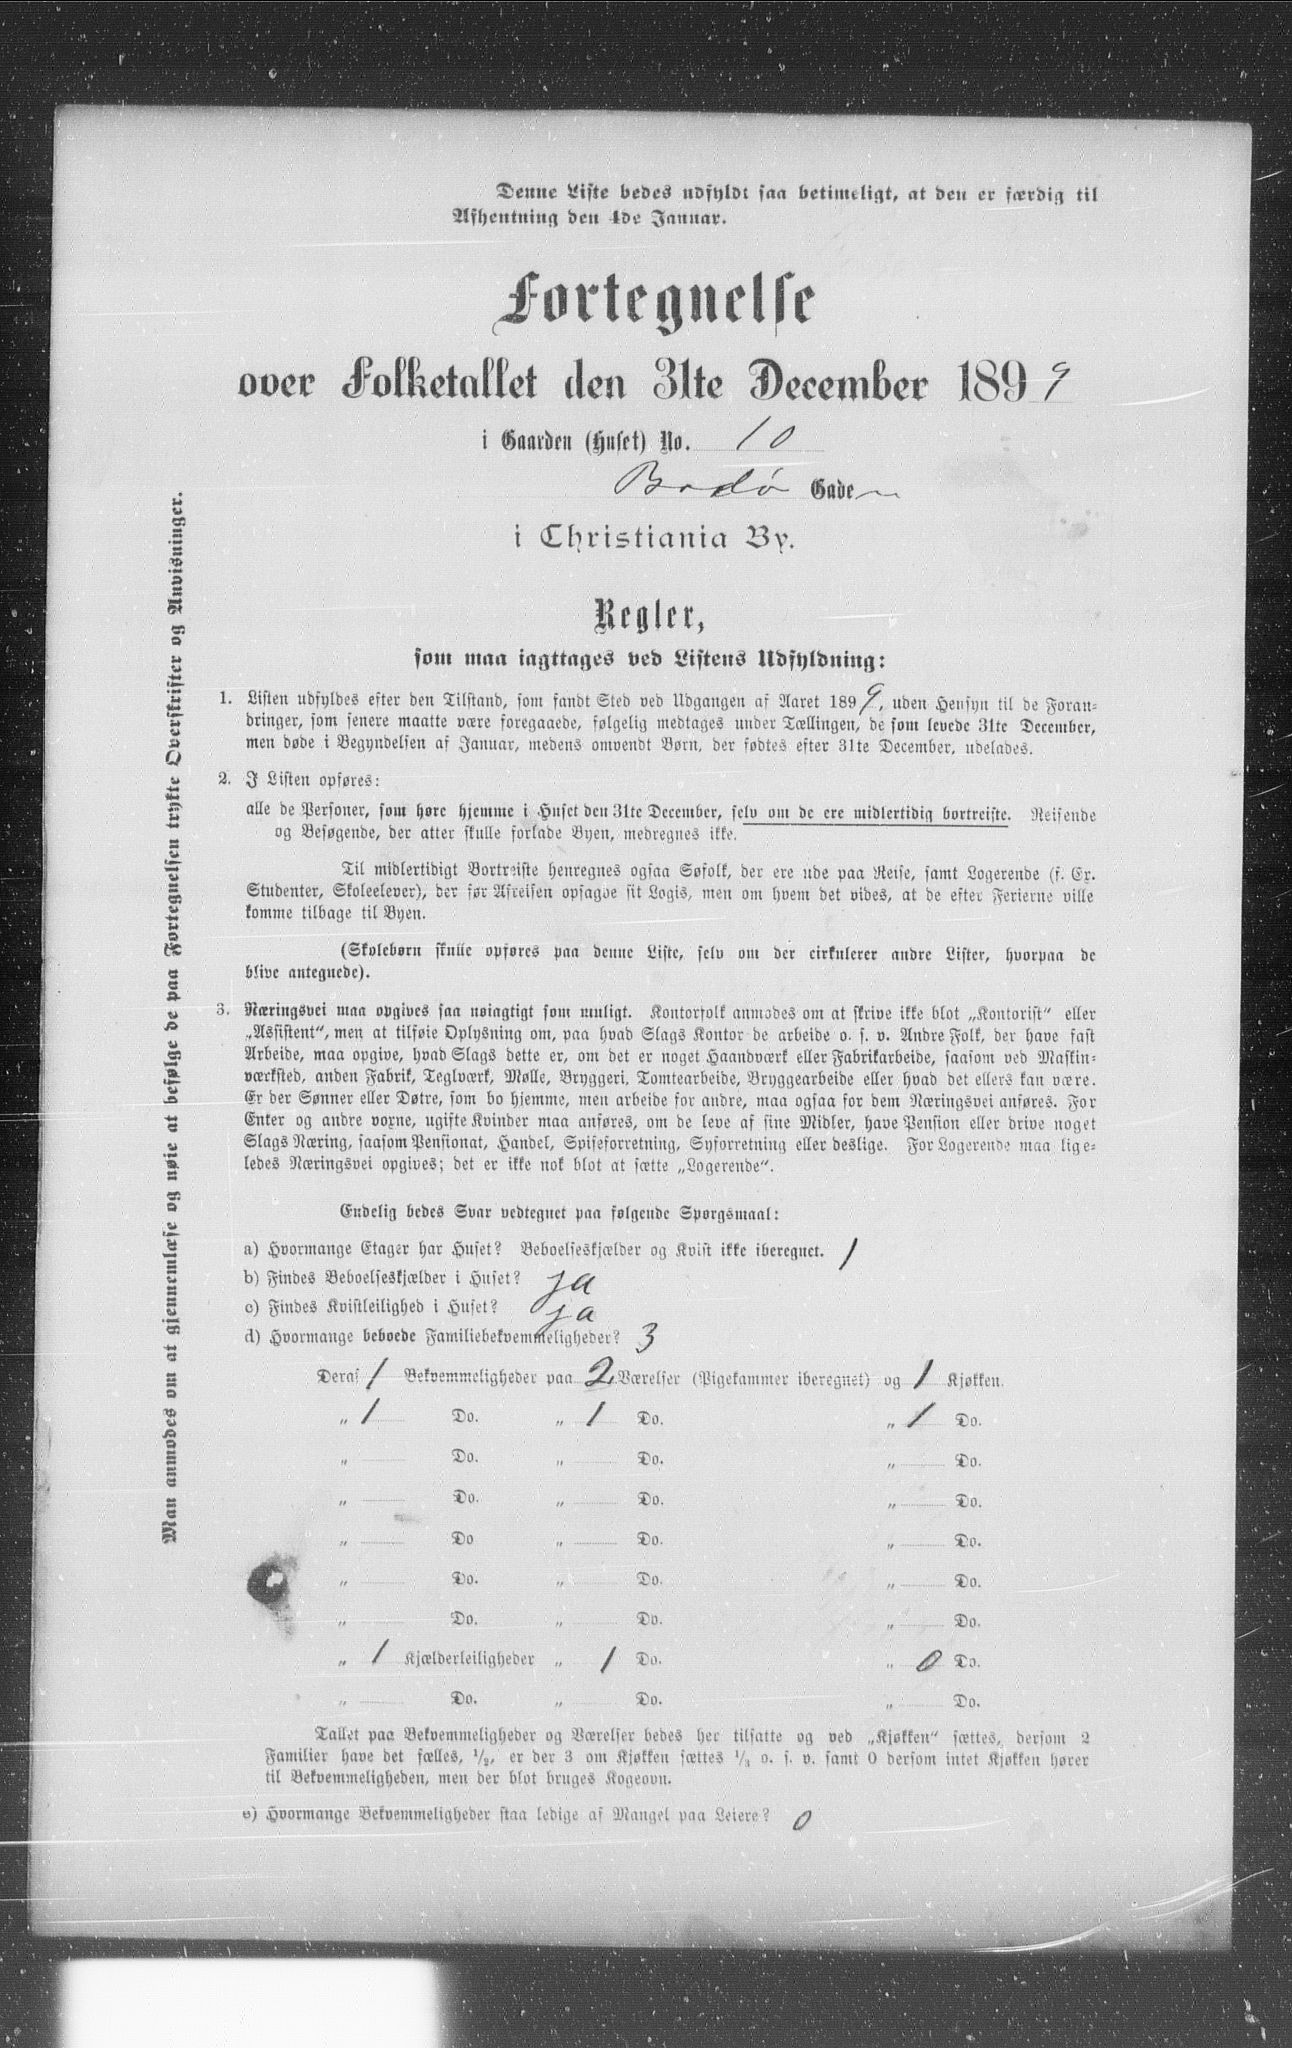 Denne Liste bedes udfyldt saa betimeligt, at den er færdig til
Afhentning den 4de Januar.
Fortegnelse
over Folketallet den 31te December 1899
i Gaarden (Huset) No. 10
Bodø Gade
i Christiania By.
Regler,
som maa iagttages ved Listens Udfyldning:
1. Listen udfyldes efter den Tilstand, som fandt Sted ved Udgangen af Aaret 1899, uden Hensyn til de Foran-
dringer, som senere maatte være foregaaede, følgelig medtages under Tællingen, de som levede 31te December,
men døde i Begyndelsen af Januar, medens omvendt Børn, der fødtes efter 31te December, udelades.
2. I Listen opføres:
alle de Personer, som høre hjemme i Huset den 31te December, selv om de ere midlertidig bortreiste. Reisende
og Besøgende, der atter skulle forlade Byen, medregnes ikke.
Til midlertidigt Bortreiste henregnes ogsaa Søfolk, der ere ude paa Reise, samt Logerende (f. Ex.
Studenter, Skoleelever), der før Afreisen opsagde sit Logis, men om hvem det vides, at de efter Ferierne ville
komme tilbage til Byen.
(Skolebørn skulle opføres paa denne Liste, selv om der cirkulerer andre Lister, hvorpaa de
blive antegnede).
3. Næringsvei maa opgives saa nøiagtigt som muligt. Kontorfolk anmodes om at skrive ikke blot „Kontorist“ eller
„Assistent“, men at tilføie Oplysning om, paa hvad Slags Kontor de arbeide o. s. v. Andre Folk, der have fast
Arbeide, maa opgive, hvad Slags dette er, om det er noget Haandværk eller Fabrikarbeide, saasom ved Maskin-
værksted, anden Fabrik, Teglværk, Mølle, Bryggeri, Tomtearbeide, Bryggearbeide eller hvad det ellers kan være.
Er der Sønner eller Døtre, som bo hjemme, men arbeide for andre, maa ogsaa for dem Næringsvei anføres. For
Enker og andre voxne, ugifte Kvinder maa anføres, om de leve af sine Midler, have Pension eller drive noget
Slags Næring, saasom Pensionat, Handel, Spiseforretning, Syforretning eller deslige. For Logerende maa lige-
ledes Næringsvei opgives; det er ikke nok blot at sætte „Logerende“.
Endelig bedes Svar vedtegnet paa følgende Spørgsmaal:
a) Hvormange Etager har Huset? Beboelseskjælder og Kvist ikke iberegnet. 1
b) Findes Beboelseskjælder i Huset? ja
c) Findes Kvistleilighed i Huset? ja
d) Hvormange beboede Familiebekvemmeligheder? 3
Deraf 1 Bekvemmeligheder paa 2 Værelser (Pigekammer iberegnet) og 1 Kjøkken.
„ 1 Do. „ 1 Do. „ 1 Do.
„ Do. „ Do. „ Do.
„ Do. „ Do. „ Do.
„ Do „ Do. „ Do.
„ Do. „ Do. „ Do.
„ Do. „ Do. „ Do.
„ 1 Kjælderleiligheder „ 1 Do. „ 0 Do.
„ Do. „ Do. „ Do.
Tallet paa Bekvemmeligheder og Værelser bedes her tilsatte og ved „Kjøkken“ sættes, dersom 2
Familier have det fælles, 1/2, er der 3 om Kjøkken sættes 1/3 o. s. v. samt 0 dersom intet Kjøkken hører
til Bekvemmeligheden, men der blot bruges Kogeovn.
e) Hvormange Bekvemmeligheder staa ledige af Mangel paa Leiere? 0
Man anmodes om at gjennemlæse og nøie at befølge de paa Fortegnelsen trykte Overskrifter og Anvisninger.